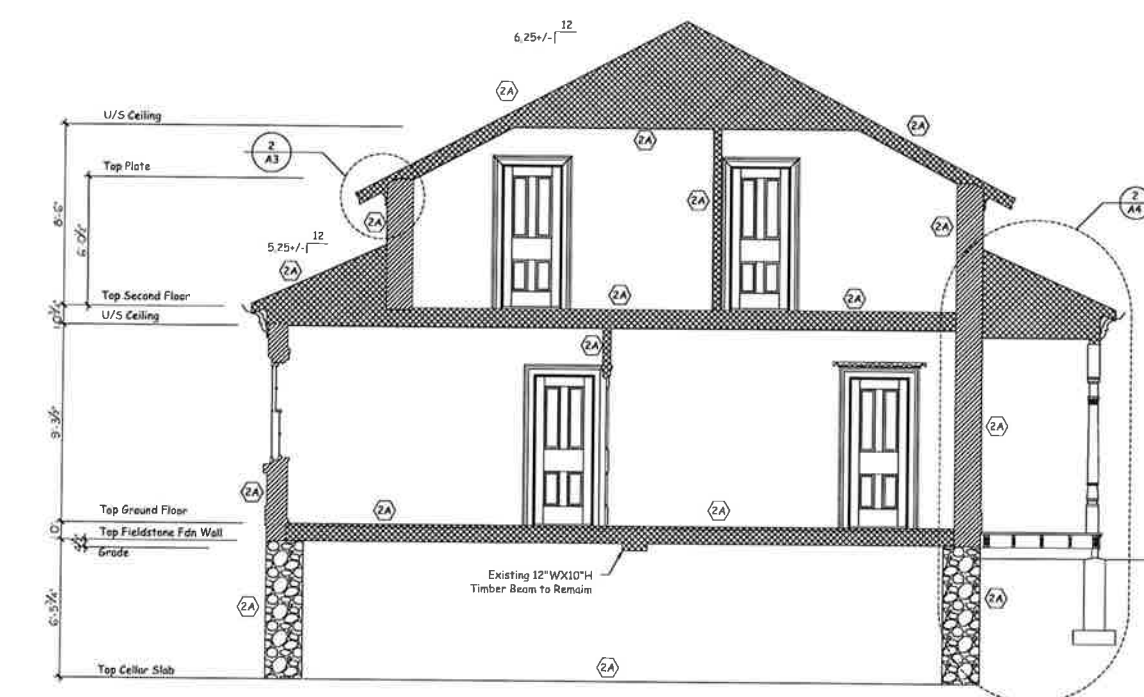 12
6.25+/-
2A
2A
U/S Ceiling
2A
2
A3
Top Plate
2A
2
A4
8'-6"
6'-0½"
2A
2A
12
5.25+/-
2A
Top Second Floor
2A
2A
U/S Ceiling
2A
9'-3½"
2A
2A
Top Ground Floor
2A
2A
10"
Top Fieldstone Fdn Wall
Grade
Existing 12"WX10"H
Timber Beam to Remaim
2A
2A
6'-5¾"
Top Cellar Slab
2A